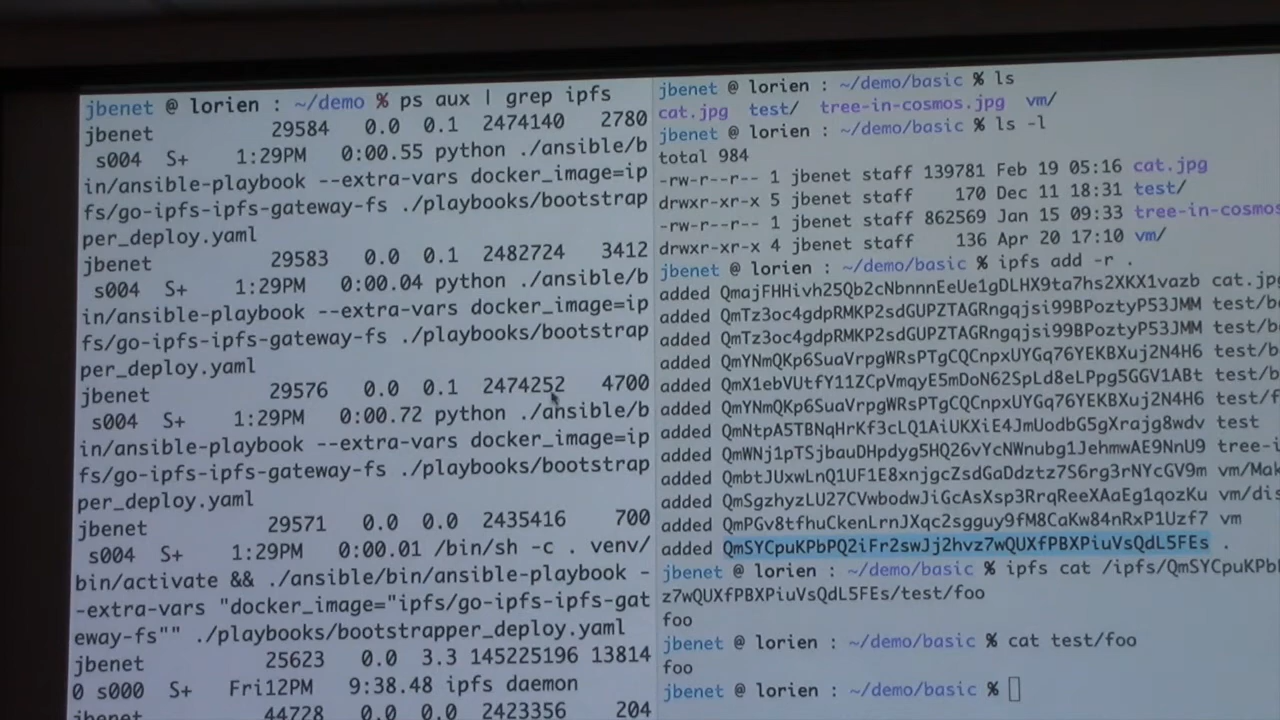 jbenet @ lorien : ~/demo % ps aux | grep ipfs
jbenet 29584 0.0 0.1 2474140 2780
s004 S+ 1:29PM 0:00.55 python ./ansible/b
in/ansible-playbook --extra-vars docker_image=ip
fs/go-ipfs-ipfs-gateway-fs ./playbooks/bootstrap
per_deploy.yaml
jbenet 29583 0.0 0.1 2482724 3412
s004 S+ 1:29PM 0:00.04 python ./ansible/b
in/ansible-playbook --extra-vars docker_image=ip
fs/go-ipfs-ipfs-gateway-fs ./playbooks/bootstrap
per_deploy.yaml
jbenet 29576 0.0 0.1 2474252 4700
s004 S+ 1:29PM 0:00.72 python ./ansible/b
in/ansible-playbook --extra-vars docker_image=ip
fs/go-ipfs-ipfs-gateway-fs ./playbooks/bootstrap
per_deploy.yaml
jbenet 29571 0.0 0.0 2435416 700
s004 S+ 1:29PM 0:00.01 /bin/sh -c . venv/
bin/activate && ./ansible/bin/ansible-playbook -
-extra-vars "docker_image="ipfs/go-ipfs-ipfs-gat
eway-fs"" ./playbooks/bootstrapper_deploy.yaml
jbenet 25623 0.0 3.3 145225196 13814
0 s000 S+ Fri12PM 9:38.48 ipfs daemon
jbenet 44728 0.0 0.0 2423356 204
jbenet @ lorien : ~/demo/basic % ls
cat.jpg test/ tree-in-cosmos.jpg vm/
jbenet @ lorien : ~/demo/basic % ls -l
total 984
-rw-r--r-- 1 jbenet staff 139781 Feb 19 05:16 cat.jpg
drwxr-xr-x 5 jbenet staff 170 Dec 11 18:31 test/
-rw-r--r-- 1 jbenet staff 862569 Jan 15 09:33 tree-in-cosmos
drwxr-xr-x 4 jbenet staff 136 Apr 20 17:10 vm/
jbenet @ lorien : ~/demo/basic % ipfs add -r .
added QmajFHHivh25Qb2cNbnnnEeUe1gDLHX9ta7hs2XKX1vazb cat.jp
added QmTz3oc4gdpRMKP2sdGUPZTAGRngqjsi99BPoztyP53JMM test/b
added QmTz3oc4gdpRMKP2sdGUPZTAGRngqjsi99BPoztyP53JMM test/b
added QmYNmQKp6SuaVrpgWRsPTgCQCnpxUYGq76YEKBXuj2N4H6 test/b
added QmX1ebVUtfY11ZCpVmqyE5mDoN62SpLd8eLPpg5GGV1ABt test/b
added QmYNmQKp6SuaVrpgWRsPTgCQCnpxUYGq76YEKBXuj2N4H6 test/f
added QmNtpA5TBNqHrKf3cLQ1AiUKXiE4JmUodbG5gXrajg8wdv test
added QmWNj1pTSjbauDHpdyg5HQ26vYcNWnubg1JehmwAE9NnU9 tree-i
added QmbtJUxwLnQ1UF1E8xnjgcZsdGaDdztz7S6rg3rNYcGV9m vm/Mak
added QmSgzhyzLU27CVwbodwJiGcAsXsp3RrqReeXAaEg1qozKu vm/dis
added QmPGv8tfhuCkenLrnJXqc2sgguy9fM8CaKw84nRxP1Uzf7 vm
added QmSYCpuKPbPQ2iFr2swJj2hvz7wQUXfPBXPiuVsQdL5FEs .
jbenet @ lorien : ~/demo/basic % ipfs cat /ipfs/QmSYCpuKPb
z7wQUXfPBXPiuVsQdL5FEs/test/foo
foo
jbenet @ lorien : ~/demo/basic % cat test/foo
foo
jbenet @ lorien : ~/demo/basic %